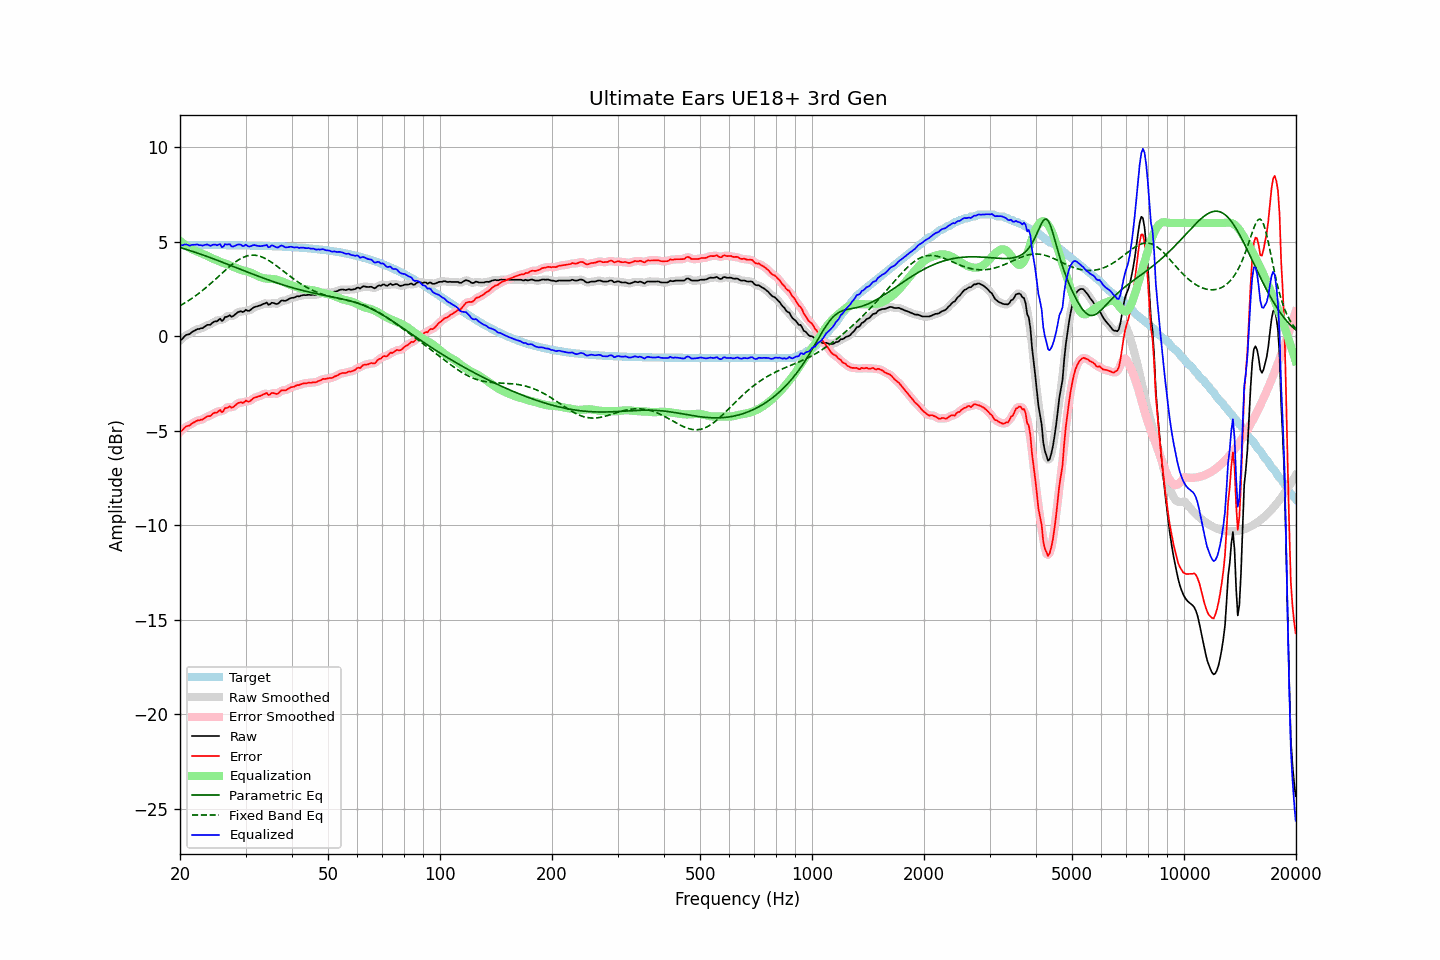 Ultimate Ears UE18+ 3rd Gen
10
5
0
−5
−10
−15
−20
−25
Amplitude (dBr)
Target
Raw Smoothed
Error Smoothed
Raw
Error
Equalization
Parametric Eq
Fixed Band Eq
Equalized
20
50
100
200
500
1000
2000
5000
10000
20000
Frequency (Hz)